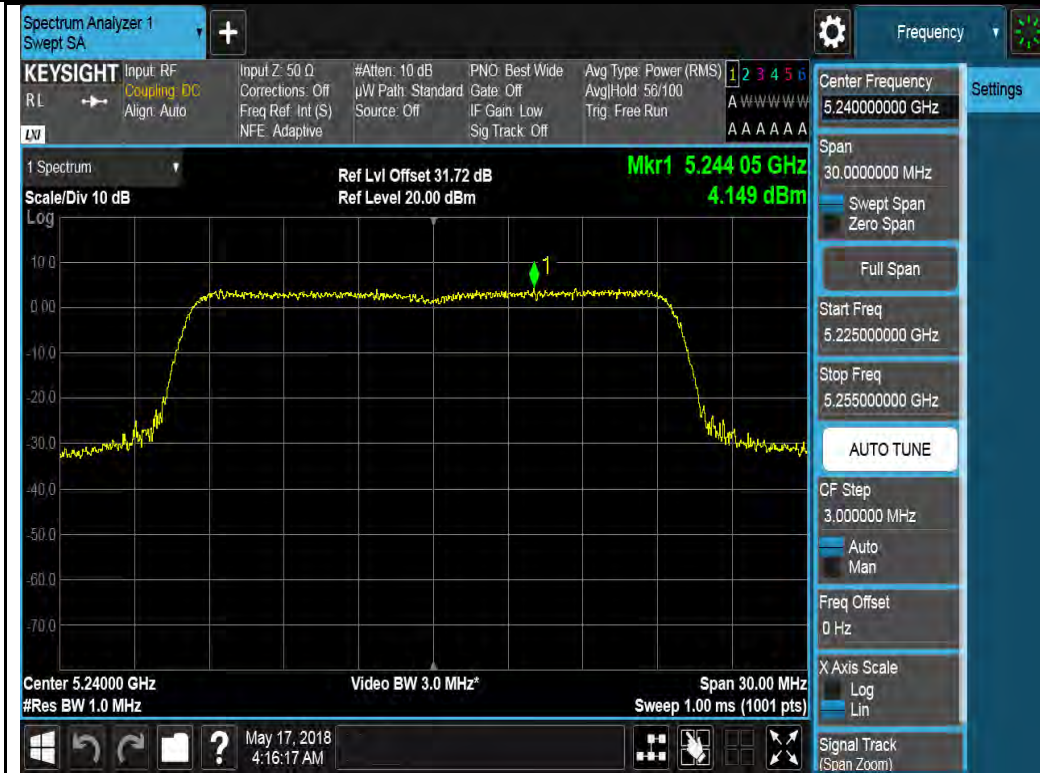 Spectrum Analyzer 1
Swept SA
+
Frequency
KEYSIGHT
RL
LXI
Input: RF
Coupling: DC
Align: Auto
Input Z: 50 Ω
Corrections: Off
Freq Ref: Int (S)
NFE: Adaptive
#Atten: 10 dB
µW Path: Standard
Source: Off
PNO: Best Wide
Gate: Off
IF Gain: Low
Sig Track: Off
Avg Type: Power (RMS)
Avg|Hold: 56/100
Trig: Free Run
1 2 3 4 5 6
A W W W W W
A A A A A A
1 Spectrum
Scale/Div 10 dB
Log
Ref Lvl Offset 31.72 dB
Ref Level 20.00 dBm
Mkr1 5.244 05 GHz
4.149 dBm
1
10.0
0.00
-10.0
-20.0
-30.0
-40.0
-50.0
-60.0
-70.0
Center 5.24000 GHz
#Res BW 1.0 MHz
Video BW 3.0 MHz*
Span 30.00 MHz
Sweep 1.00 ms (1001 pts)
?
May 17, 2018
4:16:17 AM
Center Frequency
5.240000000 GHz
Span
30.0000000 MHz
Swept Span
Zero Span
Full Span
Start Freq
5.225000000 GHz
Stop Freq
5.255000000 GHz
AUTO TUNE
CF Step
3.000000 MHz
Auto
Man
Freq Offset
0 Hz
X Axis Scale
Log
Lin
Signal Track
(Span Zoom)
Settings